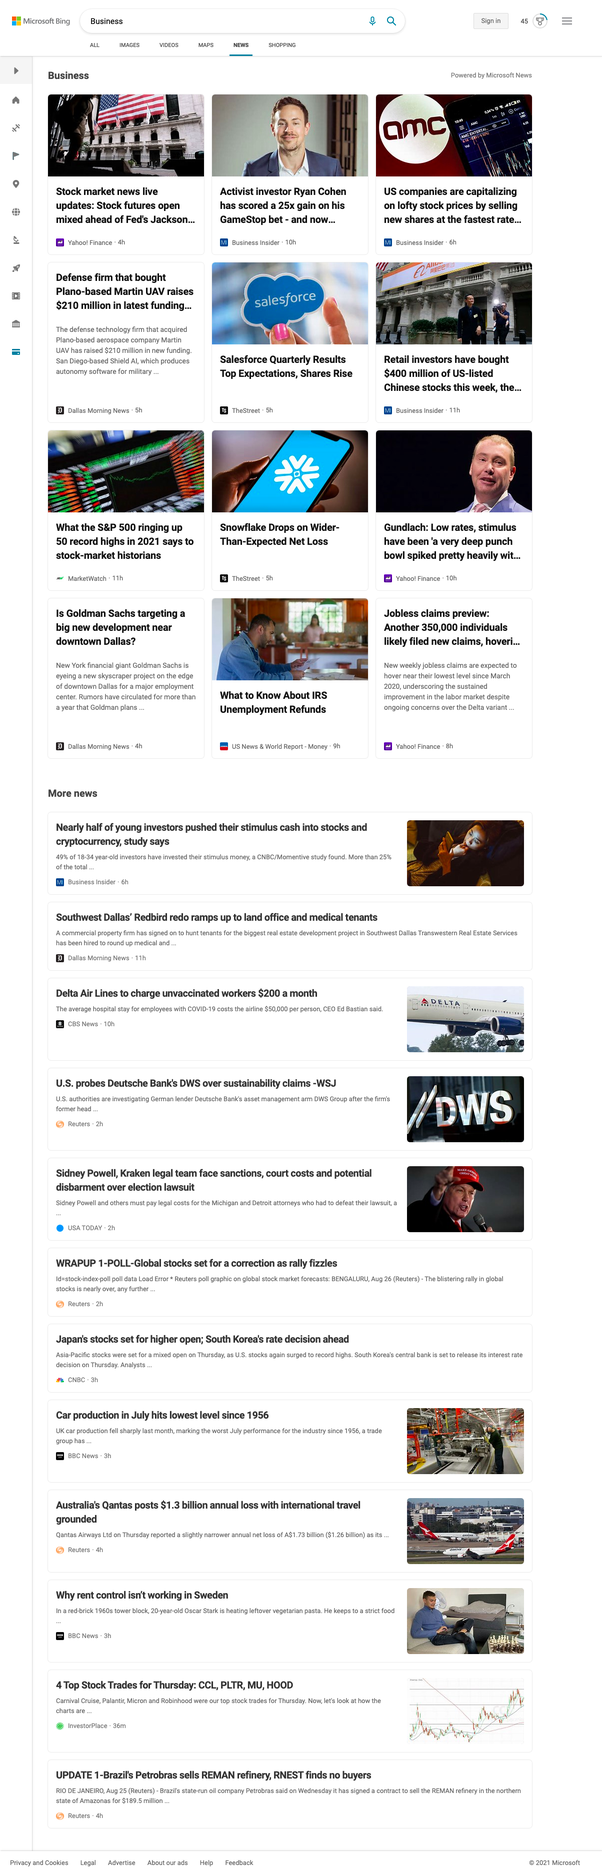 Microsoft Bing
Business
Sign in
45
ALL
IMAGES
VIDEOS
MAPS
NEWS
SHOPPING
Business
Powered by Microsoft News
Stock market news live
updates: Stock futures open
mixed ahead of Fed's Jackson...
Yahoo! Finance · 4h
Activist investor Ryan Cohen
has scored a 25x gain on his
GameStop bet - and now...
Business Insider · 10h
amc
US companies are capitalizing
on lofty stock prices by selling
new shares at the fastest rate...
Business Insider · 6h
Defense firm that bought
Plano-based Martin UAV raises
$210 million in latest funding...
The defense technology firm that acquired
Plano-based aerospace company Martin
UAV has raised $210 million in new funding.
San Diego-based Shield AI, which produces
autonomy software for military ...
Dallas Morning News · 5h
salesforce
Salesforce Quarterly Results
Top Expectations, Shares Rise
TheStreet · 5h
Retail investors have bought
$400 million of US-listed
Chinese stocks this week, the...
Business Insider · 11h
What the S&P 500 ringing up
50 record highs in 2021 says to
stock-market historians
MarketWatch · 11h
Snowflake Drops on Wider-
Than-Expected Net Loss
TheStreet · 5h
Gundlach: Low rates, stimulus
have been 'a very deep punch
bowl spiked pretty heavily wit...
Yahoo! Finance · 10h
Is Goldman Sachs targeting a
big new development near
downtown Dallas?
New York financial giant Goldman Sachs is
eyeing a new skyscraper project on the edge
of downtown Dallas for a major employment
center. Rumors have circulated for more than
a year that Goldman plans ...
Dallas Morning News · 4h
What to Know About IRS
Unemployment Refunds
US News & World Report - Money · 9h
Jobless claims preview:
Another 350,000 individuals
likely filed new claims, hoveri...
New weekly jobless claims are expected to
hover near their lowest level since March
2020, underscoring the sustained
improvement in the labor market despite
ongoing concerns over the Delta variant ...
Yahoo! Finance · 8h
More news
Nearly half of young investors pushed their stimulus cash into stocks and
cryptocurrency, study says
49% of 18-34 year-old investors have invested their stimulus money, a CNBC/Momentive study found. More than 25%
of the total ...
Business Insider · 6h
Southwest Dallas' Redbird redo ramps up to land office and medical tenants
A commercial property firm has signed on to hunt tenants for the biggest real estate development project in Southwest Dallas Transwestern Real Estate Services
has been hired to round up medical and ...
Dallas Morning News · 11h
Delta Air Lines to charge unvaccinated workers $200 a month
The average hospital stay for employees with COVID-19 costs the airline $50,000 per person, CEO Ed Bastian said.
CBS News · 10h
DELTA
U.S. probes Deutsche Bank's DWS over sustainability claims -WSJ
U.S. authorities are investigating German lender Deutsche Bank's asset management arm DWS Group after the firm's
former head ...
Reuters · 2h
DWS
Sidney Powell, Kraken legal team face sanctions, court costs and potential
disbarment over election lawsuit
Sidney Powell and others must pay legal costs for the Michigan and Detroit attorneys who had to defeat their lawsuit, a
...
USA TODAY · 2h
WRAPUP 1-POLL-Global stocks set for a correction as rally fizzles
Id=stock-index-poll poll data Load Error * Reuters poll graphic on global stock market forecasts: BENGALURU, Aug 26 (Reuters) - The blistering rally in global
stocks is nearly over, any further ...
Reuters · 2h
Japan's stocks set for higher open; South Korea's rate decision ahead
Asia-Pacific stocks were set for a mixed open on Thursday, as U.S. stocks again surged to record highs. South Korea's central bank is set to release its interest rate
decision on Thursday. Analysts ...
CNBC · 3h
Car production in July hits lowest level since 1956
UK car production fell sharply last month, marking the worst July performance for the industry since 1956, a trade
group has ...
BBC News · 3h
Australia's Qantas posts $1.3 billion annual loss with international travel
grounded
Qantas Airways Ltd on Thursday reported a slightly narrower annual net loss of A$1.73 billion ($1.26 billion) as its ...
Reuters · 4h
Why rent control isn't working in Sweden
In a red-brick 1960s tower block, 20-year-old Oscar Stark is heating leftover vegetarian pasta. He keeps to a strict food
...
BBC News · 3h
4 Top Stock Trades for Thursday: CCL, PLTR, MU, HOOD
Carnival Cruise, Palantir, Micron and Robinhood were our top stock trades for Thursday. Now, let's look at how the
charts are ...
InvestorPlace · 36m
UPDATE 1-Brazil's Petrobras sells REMAN refinery, RNEST finds no buyers
RIO DE JANEIRO, Aug 25 (Reuters) - Brazil's state-run oil company Petrobras said on Wednesday it has signed a contract to sell the REMAN refinery in the northern
state of Amazonas for $189.5 million ...
Reuters · 4h
Privacy and Cookies
Legal
Advertise
About our ads
Help
Feedback
© 2021 Microsoft